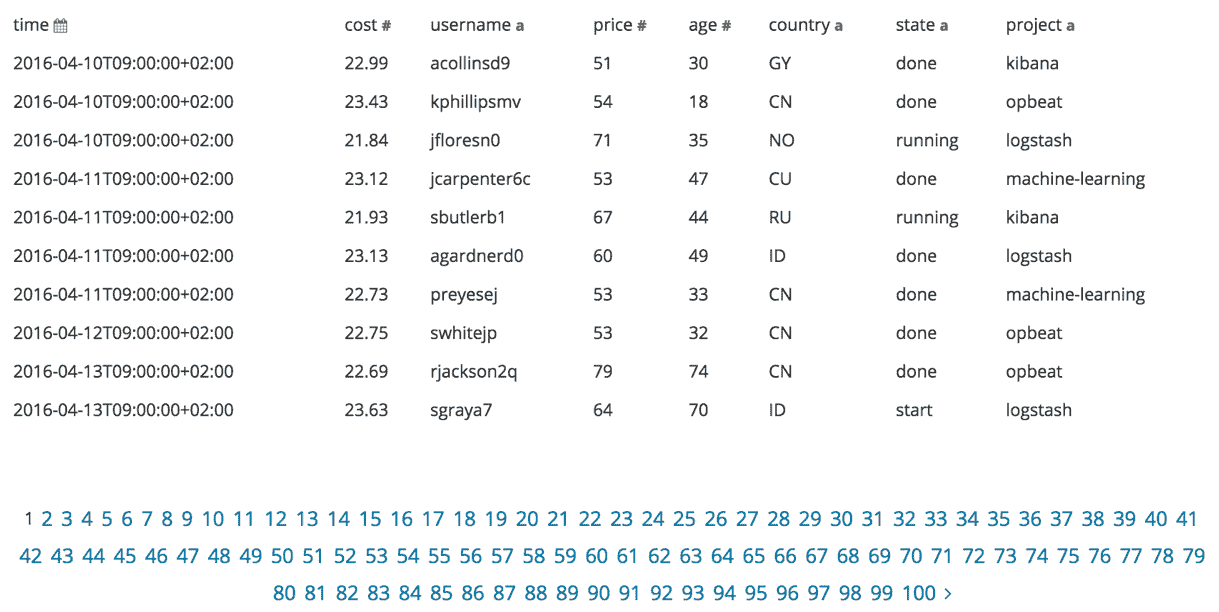 time cost # username a price # age # country a state a project a
2016-04-10T09:00:00+02:00 22.99 acollinsd9 51 30 GY done kibana
2016-04-10T09:00:00+02:00 23.43 kphillipsmv 54 18 CN done opbeat
2016-04-10T09:00:00+02:00 21.84 jfloresn0 71 35 NO running logstash
2016-04-11T09:00:00+02:00 23.12 jcarpenter6c 53 47 CU done machine-learning
2016-04-11T09:00:00+02:00 21.93 sbutlerb1 67 44 RU running kibana
2016-04-11T09:00:00+02:00 23.13 agardnerd0 60 49 ID done logstash
2016-04-11T09:00:00+02:00 22.73 preyesej 53 33 CN done machine-learning
2016-04-12T09:00:00+02:00 22.75 swhitejp 53 32 CN done opbeat
2016-04-13T09:00:00+02:00 22.69 rjackson2q 79 74 CN done opbeat
2016-04-13T09:00:00+02:00 23.63 sgraya7 64 70 ID start logstash
1 2 3 4 5 6 7 8 9 10 11 12 13 14 15 16 17 18 19 20 21 22 23 24 25 26 27 28 29 30 31 32 33 34 35 36 37 38 39 40 41
42 43 44 45 46 47 48 49 50 51 52 53 54 55 56 57 58 59 60 61 62 63 64 65 66 67 68 69 70 71 72 73 74 75 76 77 78 79
80 81 82 83 84 85 86 87 88 89 90 91 92 93 94 95 96 97 98 99 100 >